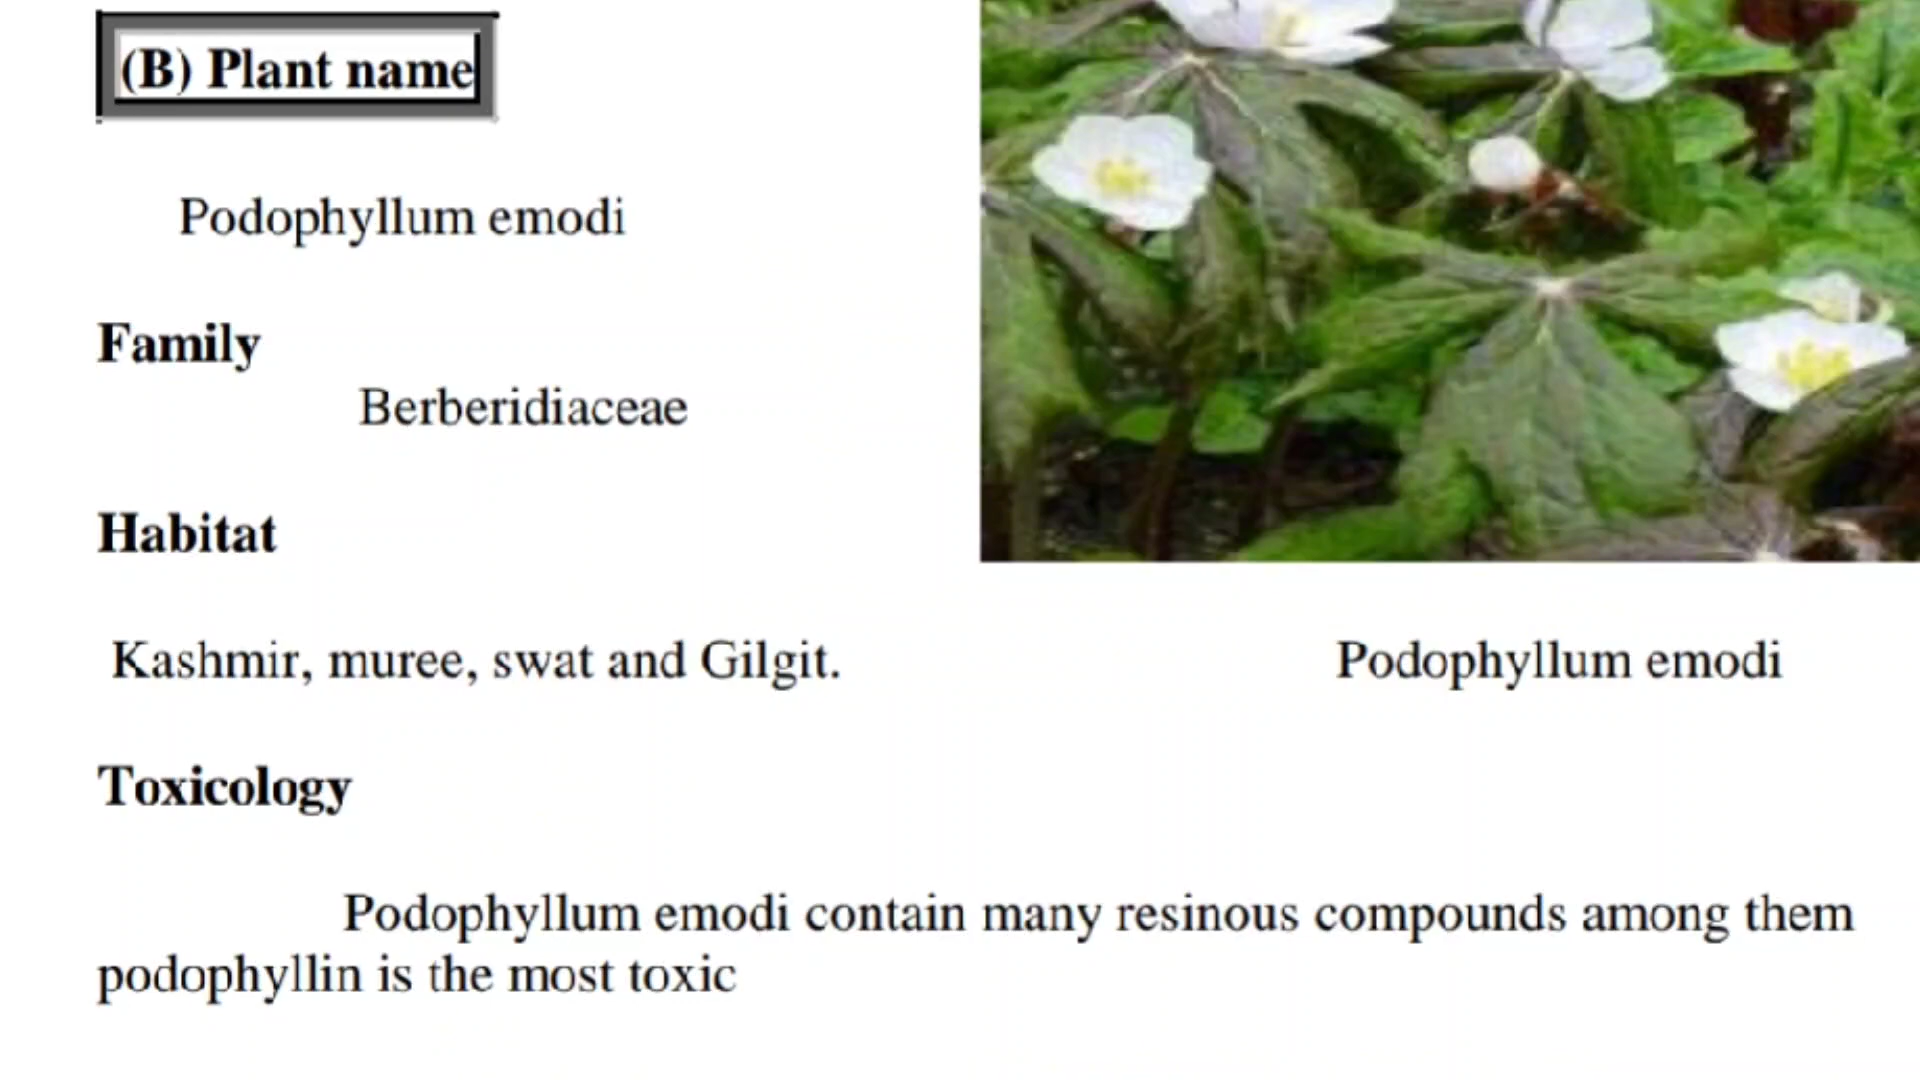 (B) Plant name
Podophyllum emodi
Family
Berberidiaceae
Habitat
Kashmir, muree, swat and Gilgit.
Podophyllum emodi
Toxicology
Podophyllum emodi contain many resinous compounds among them
podophyllin is the most toxic